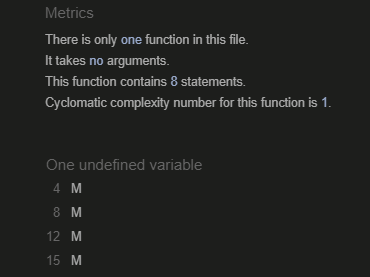 Metrics
There is only one function in this file.
It takes no arguments.
This function contains 8 statements.
Cyclomatic complexity number for this function is 1.
One undefined variable
4 M
8 M
12 M
15 M